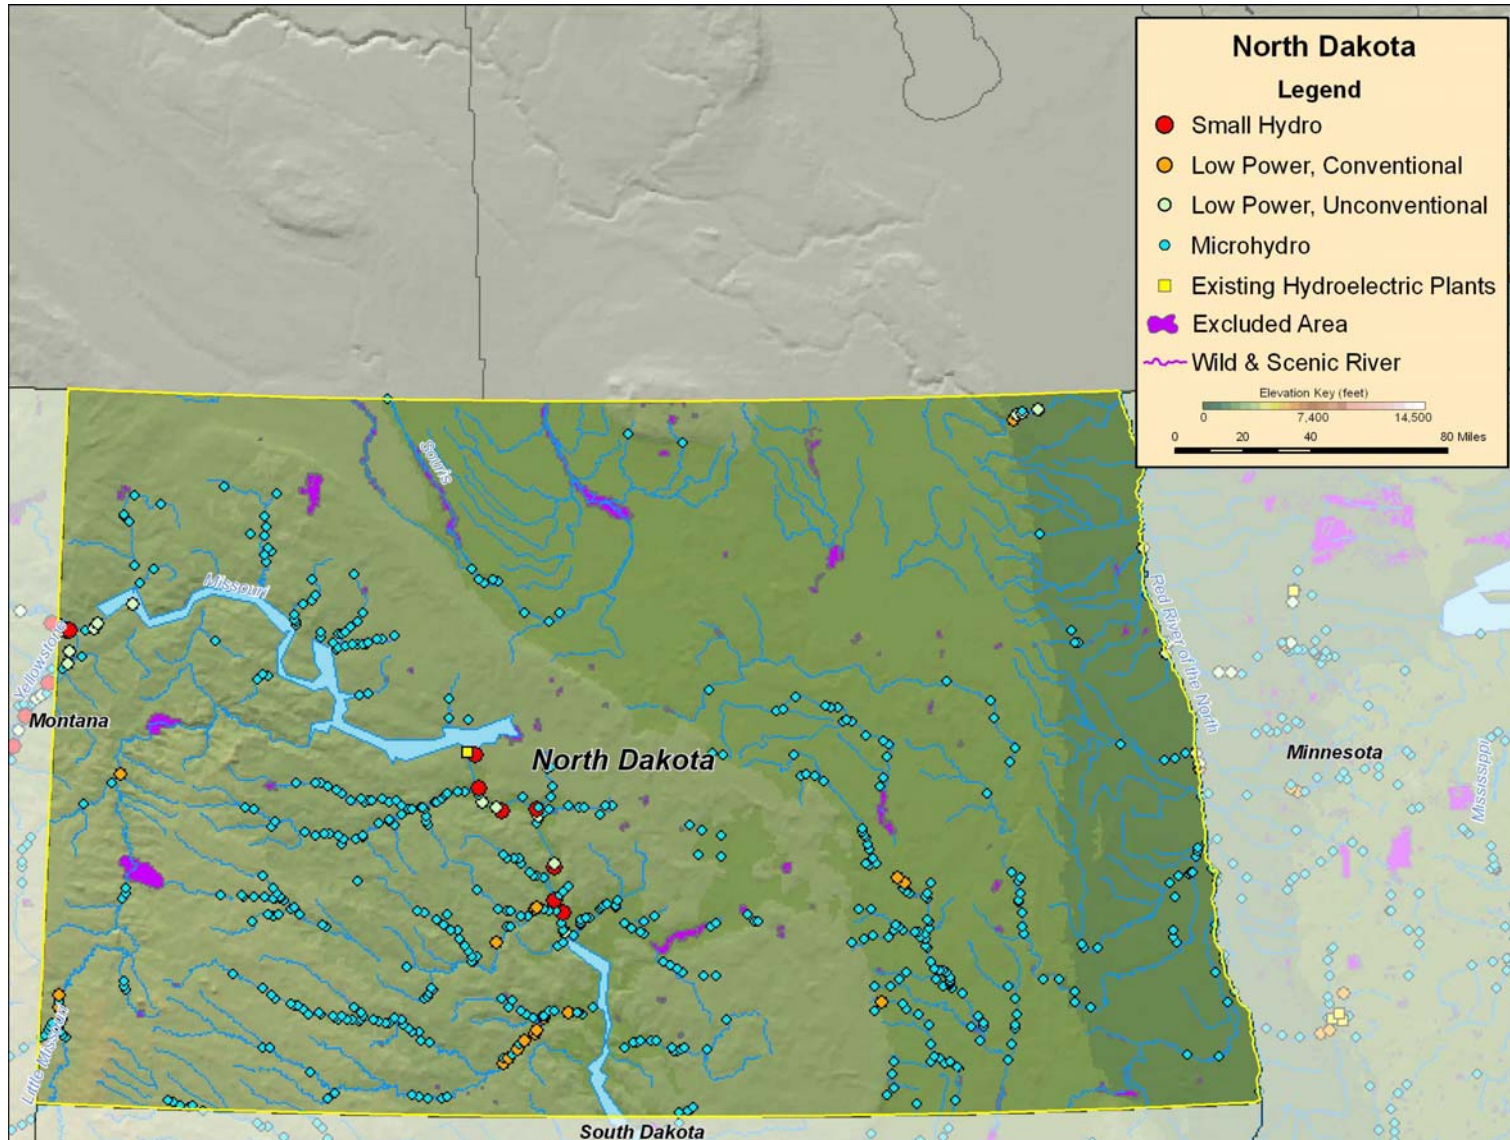 North Dakota
Legend
Small Hydro
Low Power, Conventional
Low Power, Unconventional
Microhydro
Existing Hydroelectric Plants
Excluded Area
Wild & Scenic River
Elevation Key (feet)
0 7,400 14,500
0 20 40 80 Miles
Souris
Missouri
Yellowstone
Red River of the North
Montana
North Dakota
Minnesota
Mississippi
Little Missouri
South Dakota